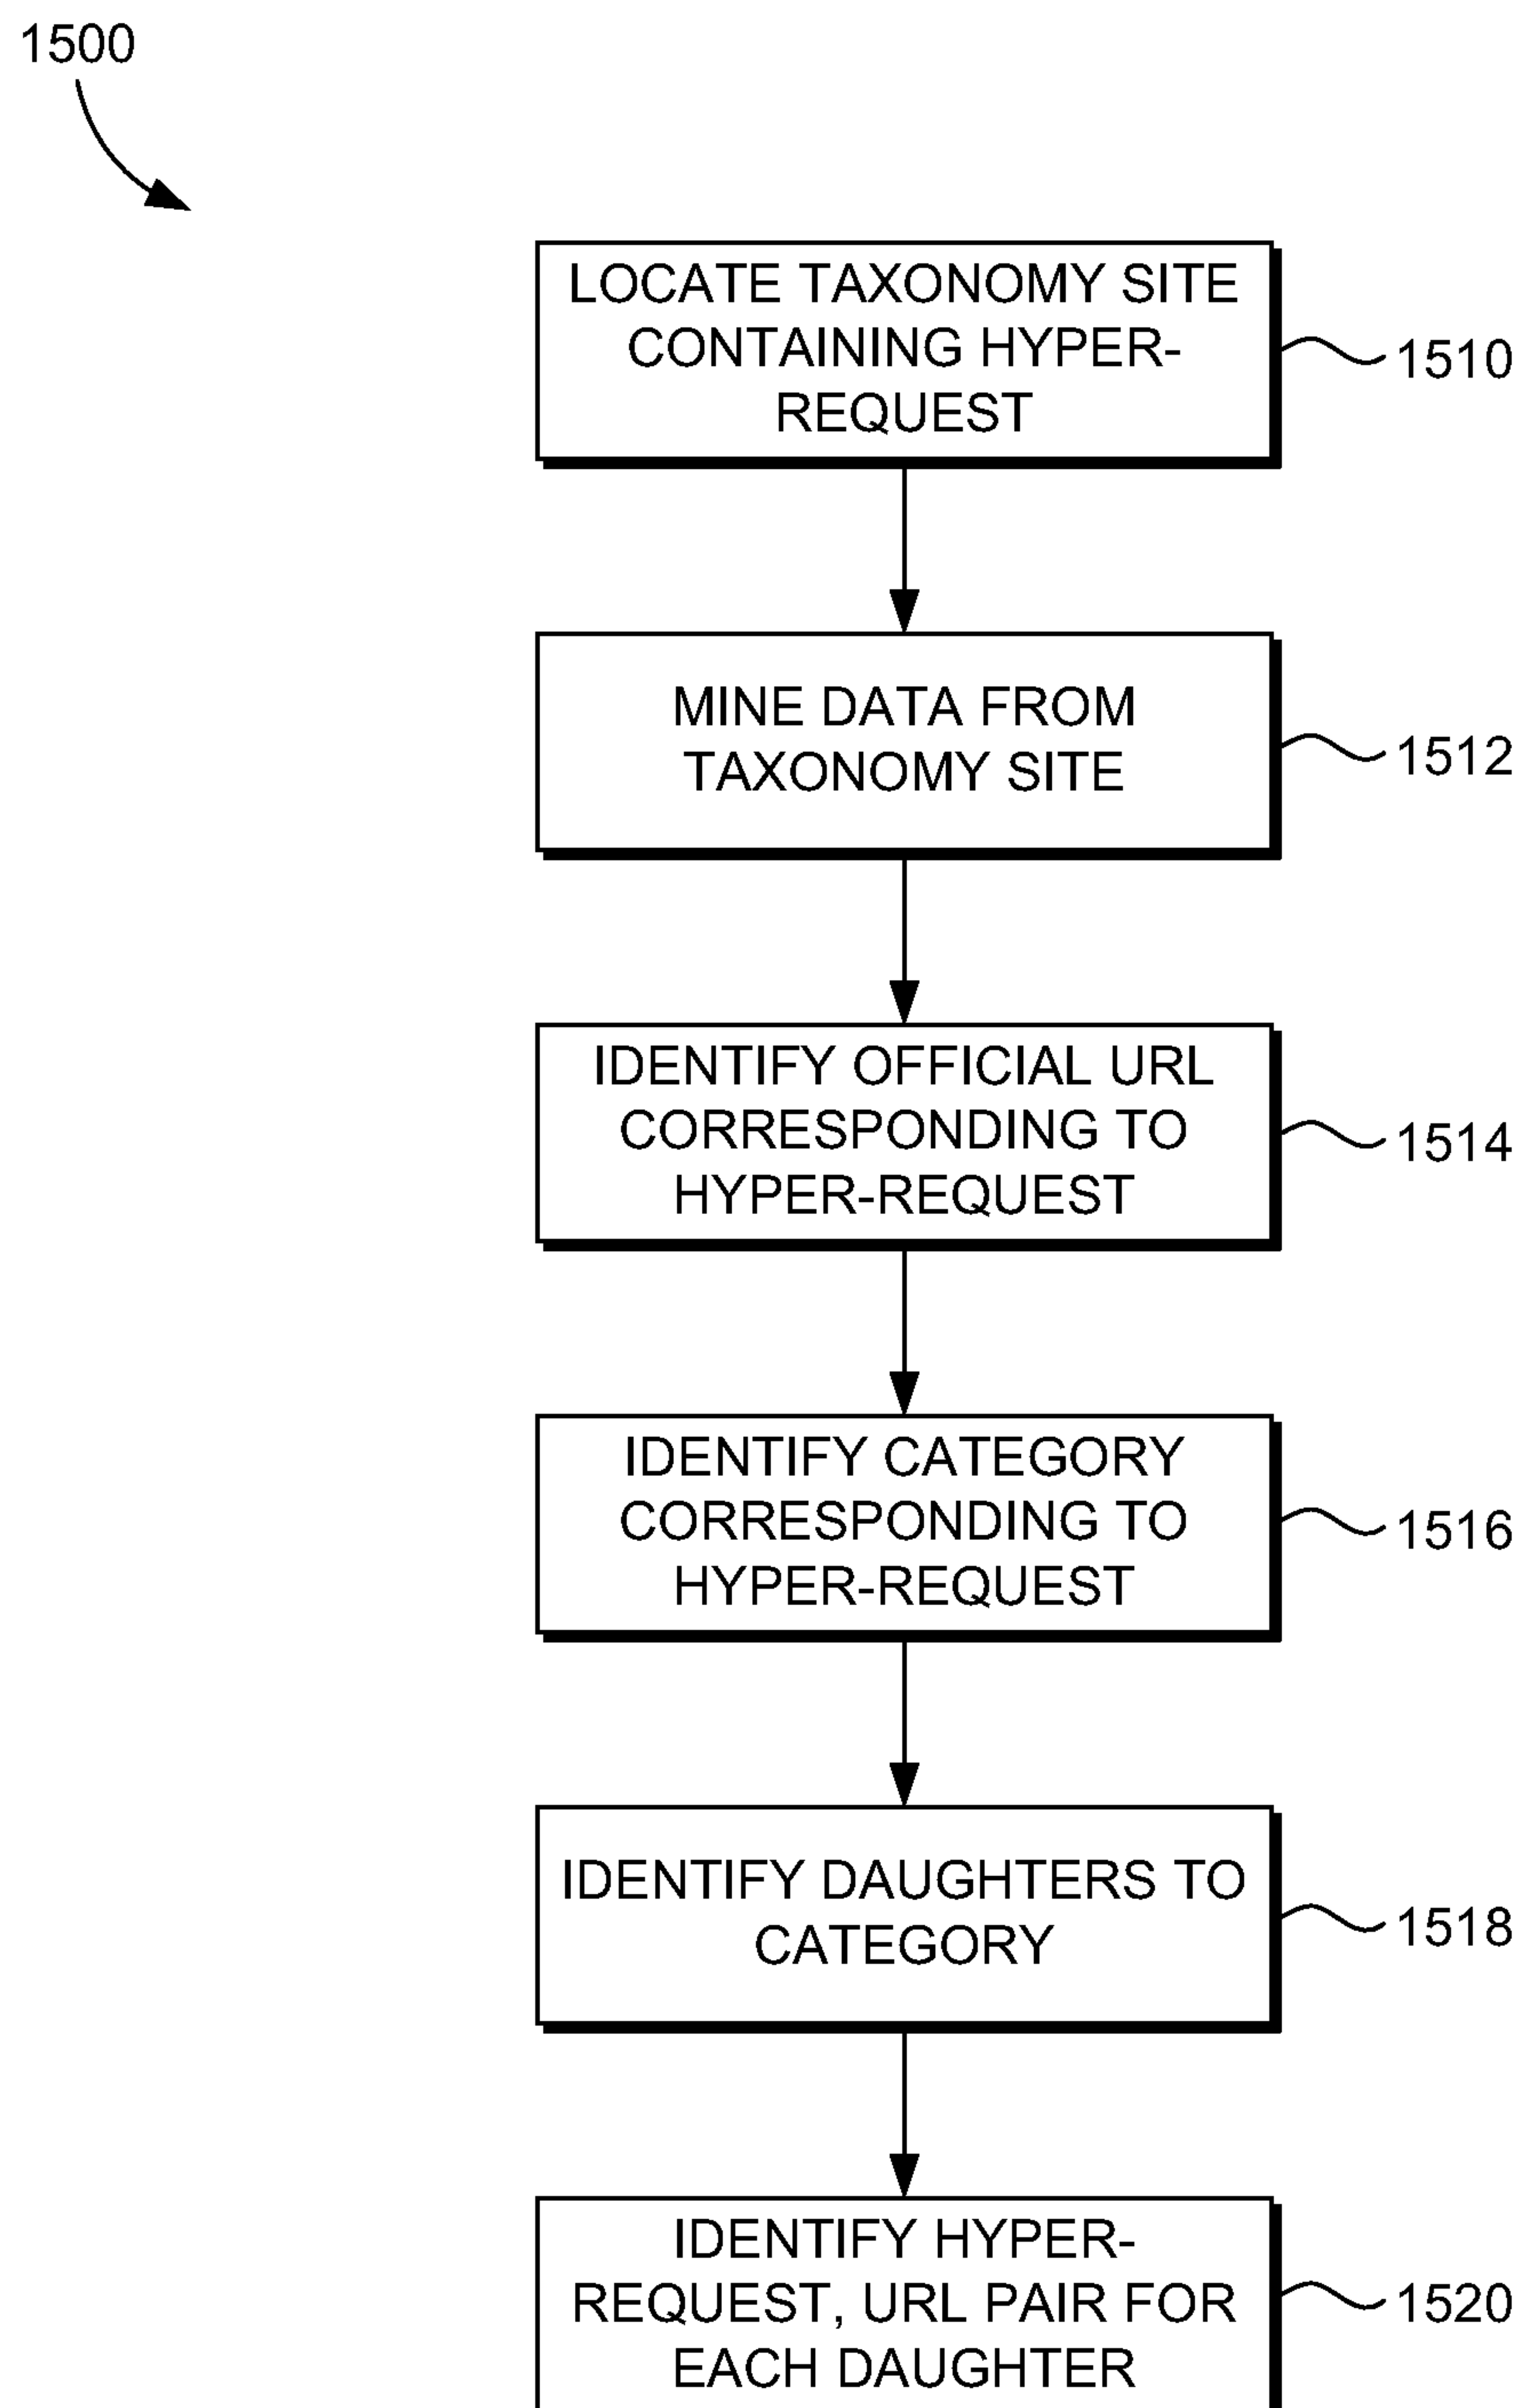 1500
LOCATE TAXONOMY SITE
CONTAINING HYPER-
REQUEST
1510
MINE DATA FROM
TAXONOMY SITE
1512
IDENTIFY OFFICIAL URL
CORRESPONDING TO
HYPER-REQUEST
1514
IDENTIFY CATEGORY
CORRESPONDING TO
HYPER-REQUEST
1516
IDENTIFY DAUGHTERS TO
CATEGORY
1518
IDENTIFY HYPER-
REQUEST, URL PAIR FOR
EACH DAUGHTER
1520